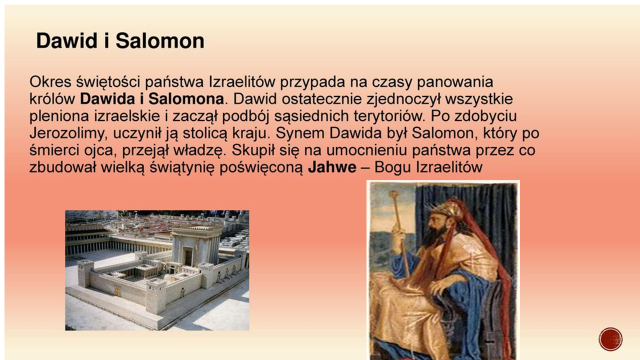 Dawid i Salomon
Okres świętości państwa Izraelitów przypada na czasy panowania
królów Dawida i Salomona. Dawid ostatecznie zjednoczył wszystkie
pleniona izraelskie i zaczął podbój sąsiednich terytoriów. Po zdobyciu
Jerozolimy, uczynił ją stolicą kraju. Synem Dawida był Salomon, który po
śmierci ojca, przejął władzę. Skupił się na umocnieniu państwa przez co
zbudował wielką świątynię poświęconą Jahwe – Bogu Izraelitów